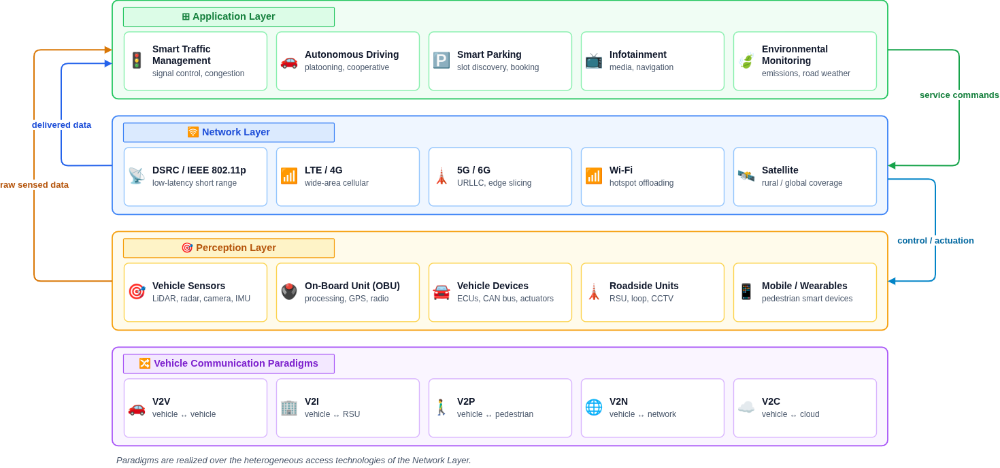 Application Layer
Smart Traffic
Management
signal control, congestion
Autonomous Driving
platooning, cooperative
Smart Parking
slot discovery, booking
Infotainment
media, navigation
Environmental
Monitoring
emissions, road weather
service commands
delivered data
Network Layer
DSRC / IEEE 802.11p
low-latency short range
LTE / 4G
wide-area cellular
5G / 6G
URLLC, edge slicing
Wi-Fi
hotspot offloading
Satellite
rural / global coverage
raw sensed data
control / actuation
Perception Layer
Vehicle Sensors
LiDAR, radar, camera, IMU
On-Board Unit (OBU)
processing, GPS, radio
Vehicle Devices
ECUs, CAN bus, actuators
Roadside Units
RSU, loop, CCTV
Mobile / Wearables
pedestrian smart devices
Vehicle Communication Paradigms
V2V
vehicle ↔ vehicle
V2I
vehicle ↔ RSU
V2P
vehicle ↔ pedestrian
V2N
vehicle ↔ network
V2C
vehicle ↔ cloud
Paradigms are realized over the heterogeneous access technologies of the Network Layer.